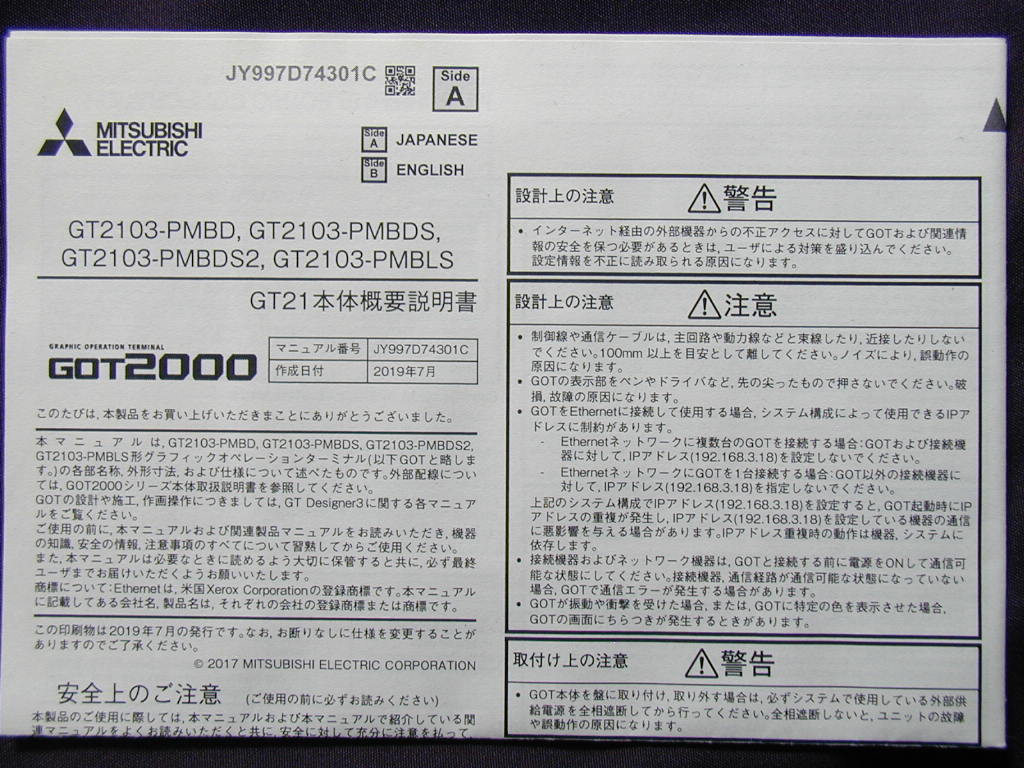 JY997D74301C
Side
A
MITSUBISHI
ELECTRIC
Side
A
JAPANESE
Side
B
ENGLISH
GT2103-PMBD, GT2103-PMBDS,
GT2103-PMBDS2, GT2103-PMBLS
GT21本体概要説明書
GRAPHIC OPERATION TERMINAL
GOT2000
マニュアル番号 JY997D74301C
作成日付 2019年7月
このたびは, 本製品をお買い上げいただきまことにありがとうございました。
本マニュアルは, GT2103-PMBD, GT2103-PMBDS, GT2103-PMBDS2,
GT2103-PMBLS形グラフィックオペレーションターミナル(以下GOTと略しま
す。)の各部名称, 外形寸法, および仕様について述べたものです。外部配線につい
ては, GOT2000シリーズ本体取扱説明書を参照してください。
GOTの設計や施工, 作画操作につきましては, GT Designer3に関する各マニュア
ルをご覧ください。
ご使用の前に, 本マニュアルおよび関連製品マニュアルをお読みいただき, 機器
の知識, 安全の情報, 注意事項のすべてについて習熟してからご使用ください。
また, 本マニュアルは必要なときに読めるよう大切に保管すると共に, 必ず最終
ユーザまでお届けいただくようお願いいたします。
商標について:Ethernetは, 米国Xerox Corporationの登録商標です。本マニュアル
に記載してある会社名, 製品名は, それぞれの会社の登録商標または商標です。
この印刷物は2019年7月の発行です。なお, お断りなしに仕様を変更することが
ありますのでご了承ください。
© 2017 MITSUBISHI ELECTRIC CORPORATION
安全上のご注意 (ご使用の前に必ずお読みください)
本製品のご使用に際しては, 本マニュアルおよび本マニュアルで紹介している関
連マニュアルをよくお読みいただくと共に, 安全に対して充分に注意を払って,
設計上の注意 警告
• インターネット経由の外部機器からの不正アクセスに対してGOTおよび関連情
報の安全を保つ必要があるときは, ユーザによる対策を盛り込んでください。
設定情報を不正に読み取られる原因になります。
設計上の注意 注意
• 制御線や通信ケーブルは, 主回路や動力線などと束線したり, 近接したりしない
でください。100mm 以上を目安として離してください。ノイズにより, 誤動作の
原因になります。
• GOTの表示部をペンやドライバなど, 先の尖ったもので押さないでください。破
損, 故障の原因になります。
• GOTをEthernetに接続して使用する場合, システム構成によって使用できるIPア
ドレスに制約があります。
- Ethernetネットワークに複数台のGOTを接続する場合:GOTおよび接続機
器に対して, IPアドレス(192.168.3.18)を設定しないでください。
- EthernetネットワークにGOTを1台接続する場合:GOT以外の接続機器に
対して, IPアドレス(192.168.3.18)を指定しないでください。
上記のシステム構成でIPアドレス(192.168.3.18)を設定すると, GOT起動時にIP
アドレスの重複が発生し, IPアドレス(192.168.3.18)を設定している機器の通信
に悪影響を与える場合があります。IPアドレス重複時の動作は機器, システムに
依存します。
• 接続機器およびネットワーク機器は, GOTと接続する前に電源をONして通信可
能な状態にしてください。接続機器, 通信経路が通信可能な状態になっていない
場合, GOTで通信エラーが発生する場合があります。
• GOTが振動や衝撃を受けた場合, または, GOTに特定の色を表示させた場合,
GOTの画面にちらつきが発生するときがあります。
取付け上の注意 警告
• GOT本体を盤に取り付け, 取り外す場合は, 必ずシステムで使用している外部供
給電源を全相遮断してから行ってください。全相遮断しないと, ユニットの故障
や誤動作の原因になります。